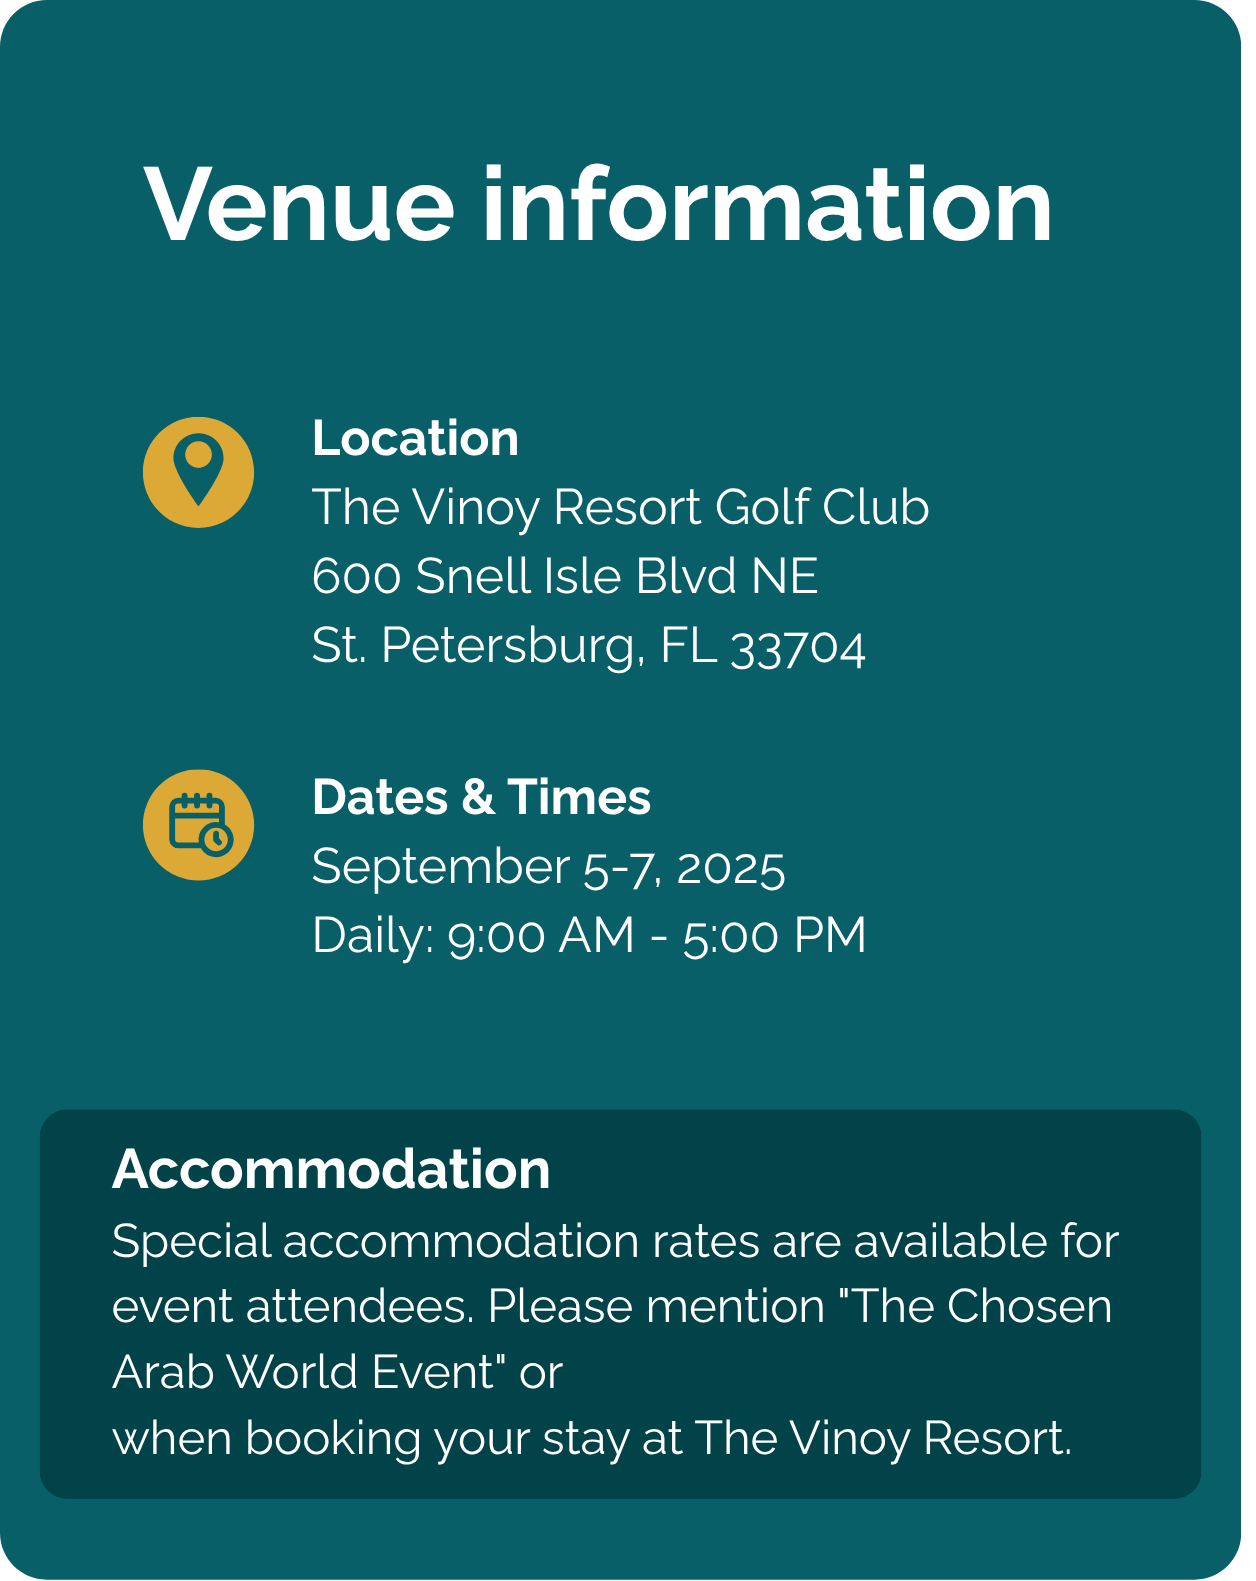 Venue information
Location
The Vinoy Resort Golf Club
600 Snell Isle Blvd NE
St. Petersburg, FL 33704
Dates & Times
September 5-7, 2025
Daily: 9:00 AM - 5:00 PM
Accommodation
Special accommodation rates are available for
event attendees. Please mention "The Chosen
Arab World Event" or
when booking your stay at The Vinoy Resort.